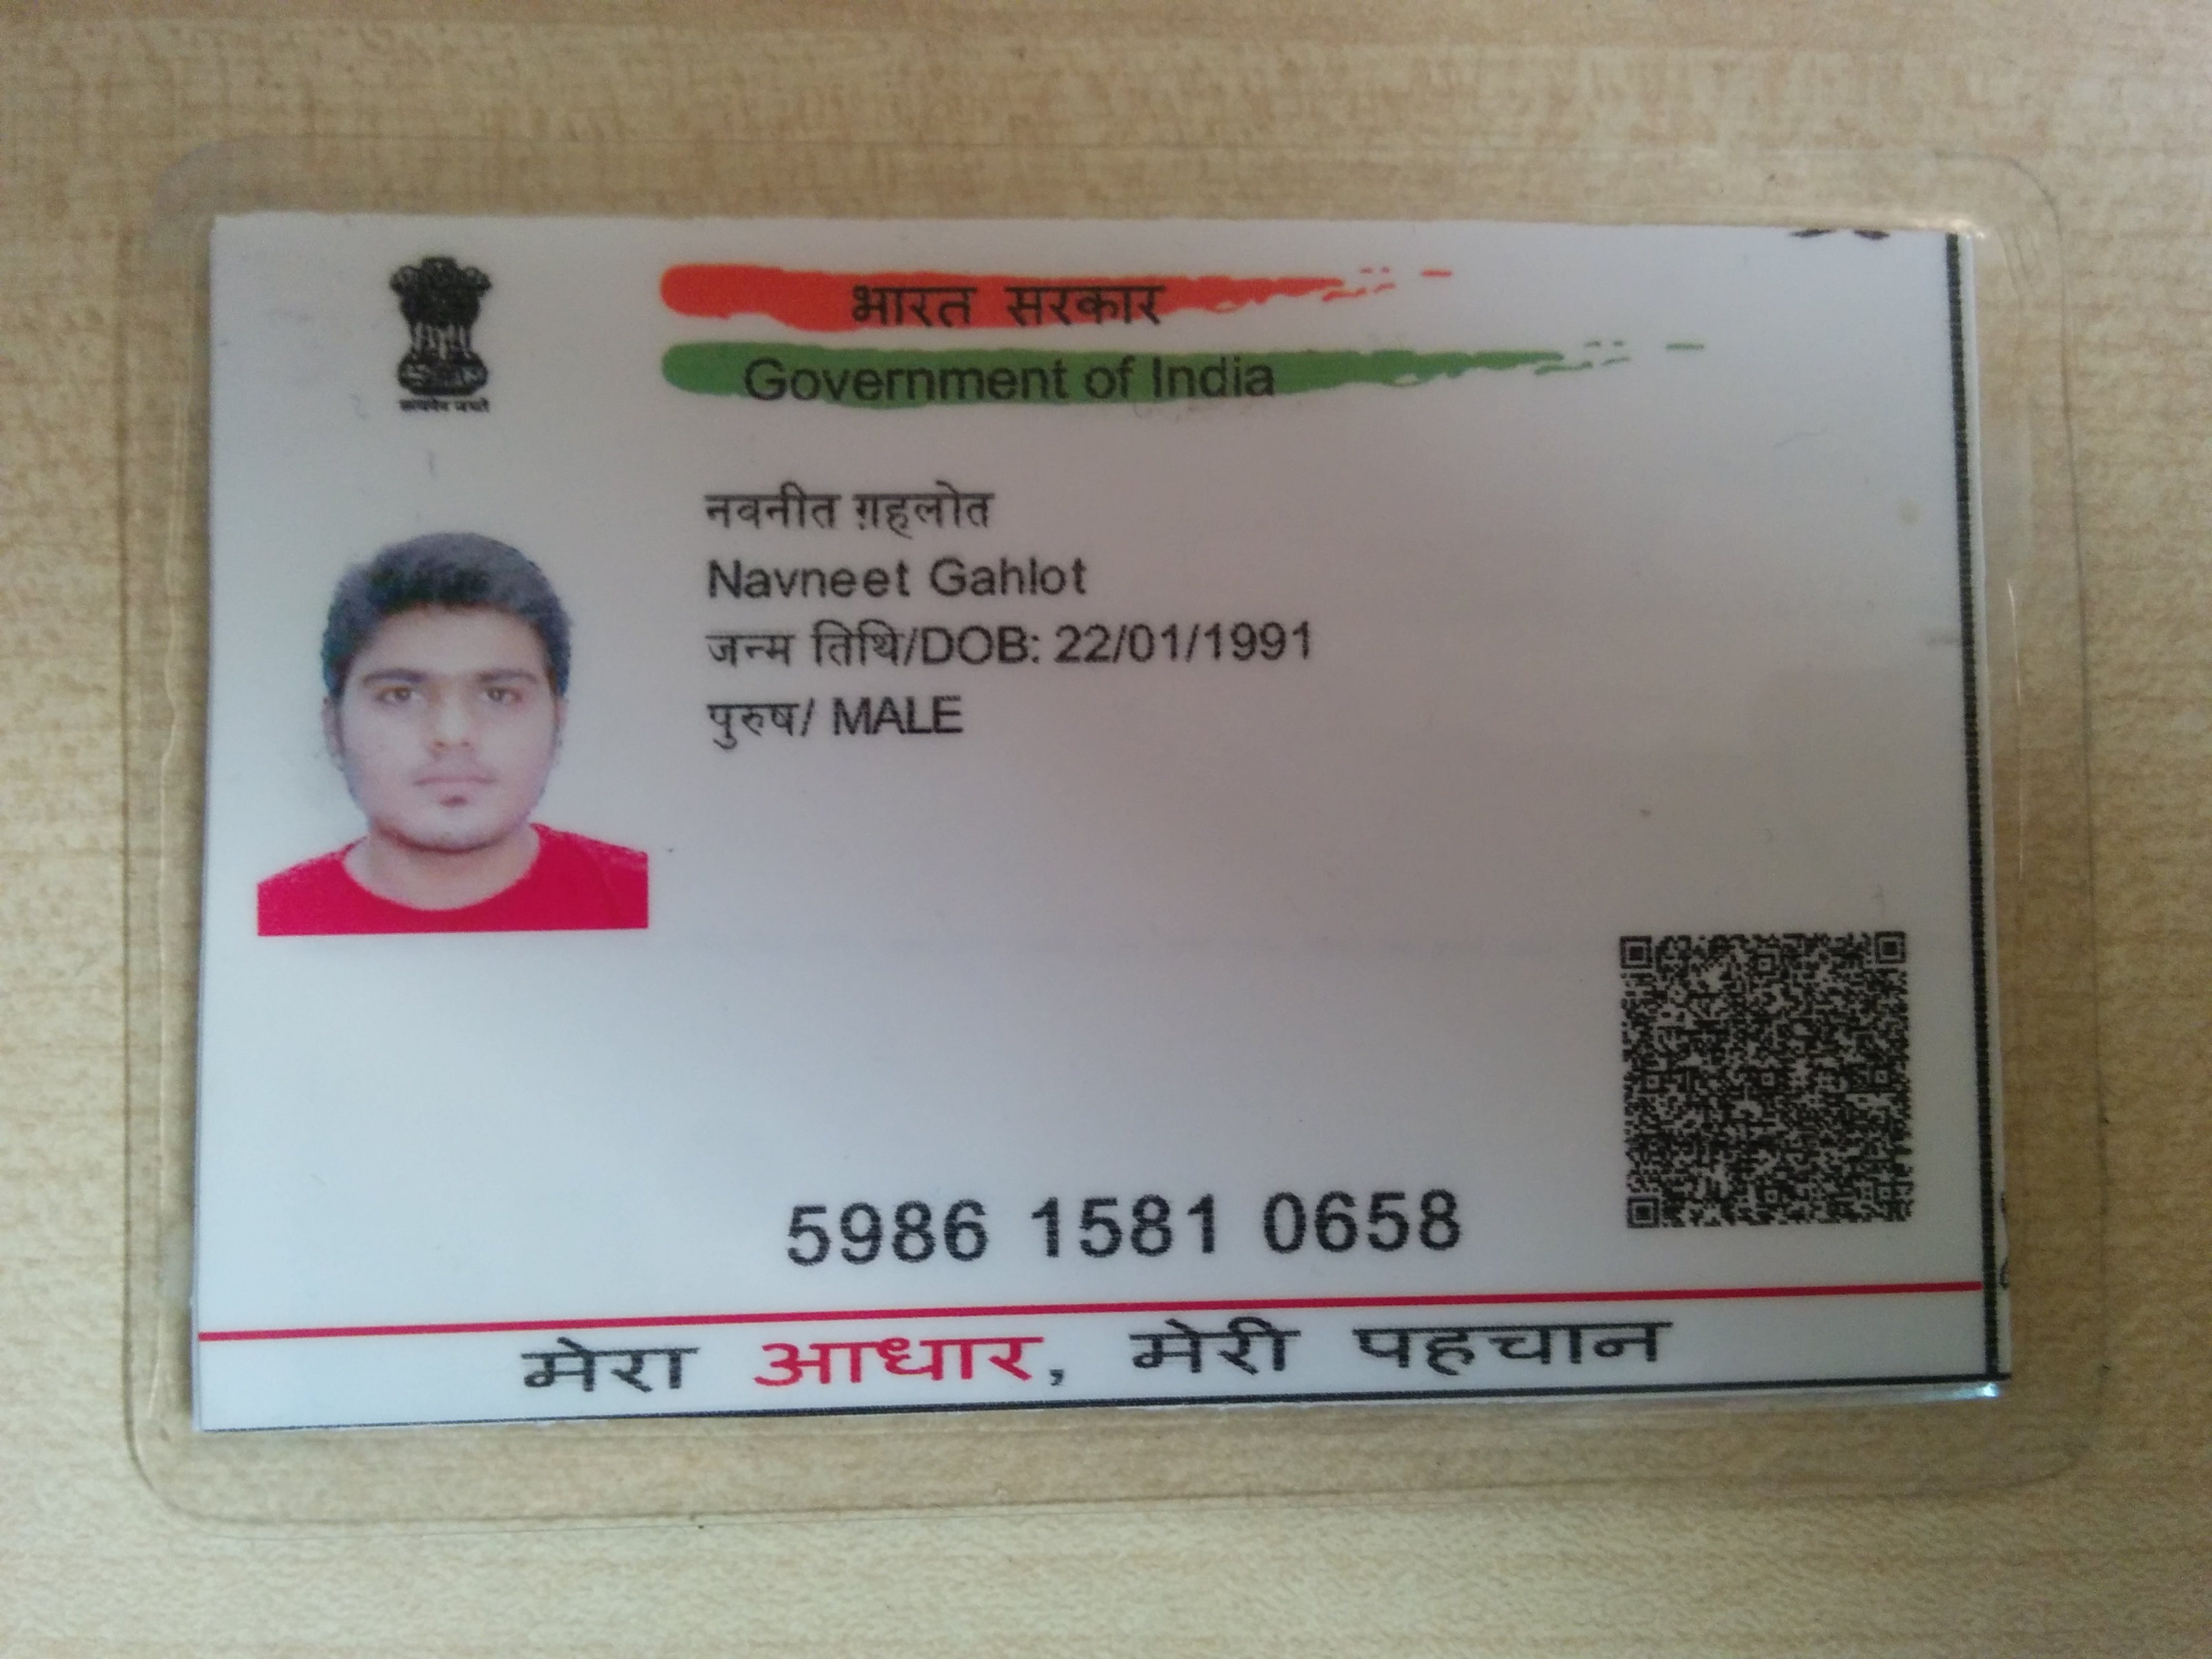 भारत सरकार
Government of India
सत्यमेव जयते
नवनीत ग़हलोत
Navneet Gahlot
जन्म तिथि/DOB: 22/01/1991
पुरुष/ MALE
5986 1581 0658
मेरा आधार, मेरी पहचान